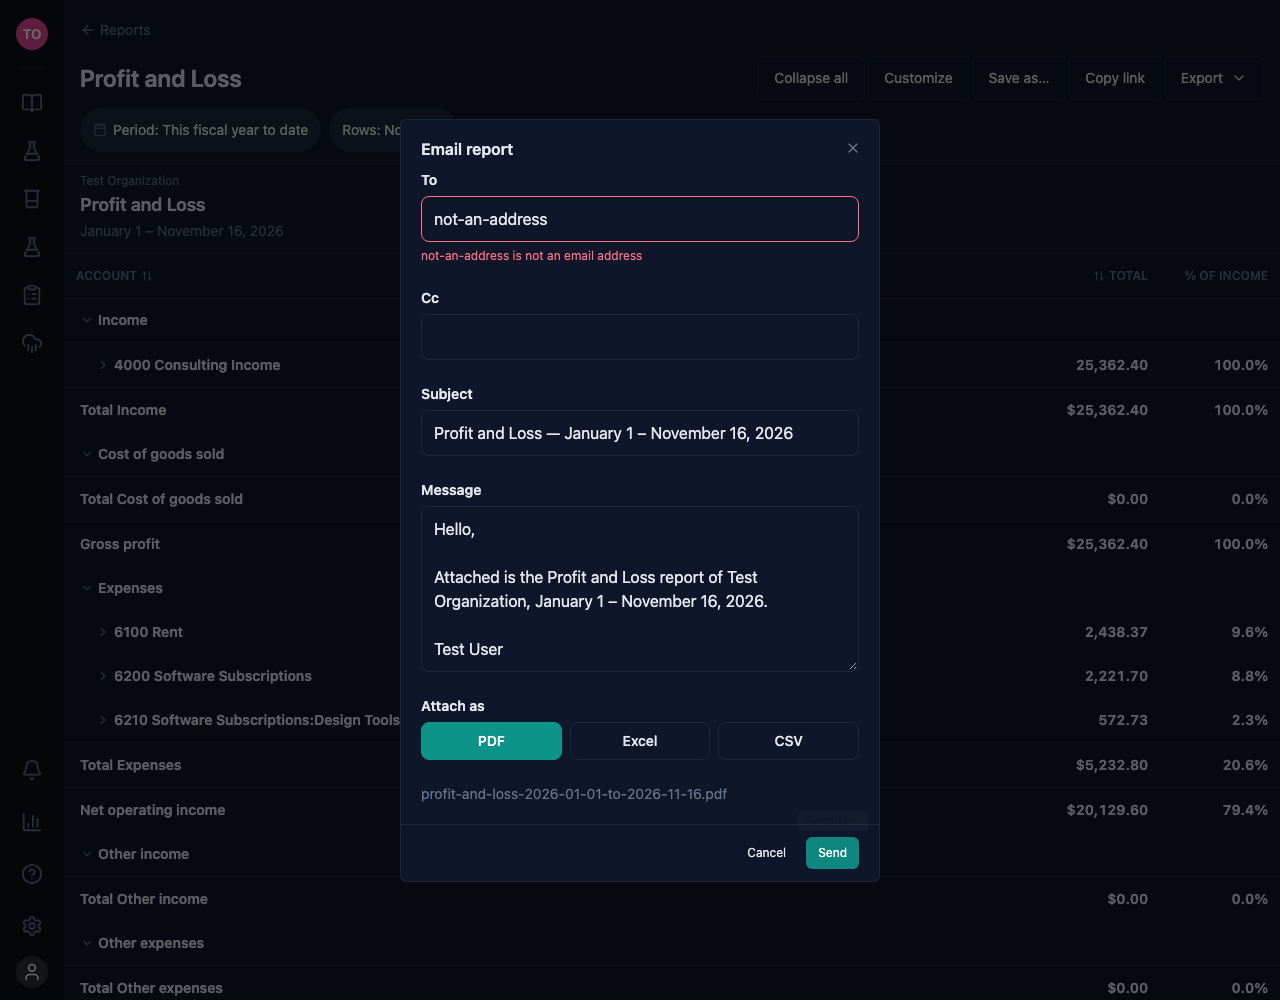 TO
Reports
Profit and Loss
Collapse all
Customize
Save as...
Copy link
Export
Period: This fiscal year to date
Rows: No
Test Organization
Profit and Loss
January 1 – November 16, 2026
ACCOUNT
TOTAL
% OF INCOME
Income
4000 Consulting Income
25,362.40
100.0%
Total Income
$25,362.40
100.0%
Cost of goods sold
Total Cost of goods sold
$0.00
0.0%
Gross profit
$25,362.40
100.0%
Expenses
6100 Rent
2,438.37
9.6%
6200 Software Subscriptions
2,221.70
8.8%
6210 Software Subscriptions:Design Tools
572.73
2.3%
Total Expenses
$5,232.80
20.6%
Net operating income
$20,129.60
79.4%
Other income
Total Other income
$0.00
0.0%
Other expenses
Total Other expenses
$0.00
0.0%
Email report
To
not-an-address
not-an-address is not an email address
Cc
Subject
Profit and Loss — January 1 – November 16, 2026
Message
Hello,
Attached is the Profit and Loss report of Test
Organization, January 1 – November 16, 2026.
Test User
Attach as
PDF
Excel
CSV
profit-and-loss-2026-01-01-to-2026-11-16.pdf
Cancel
Send